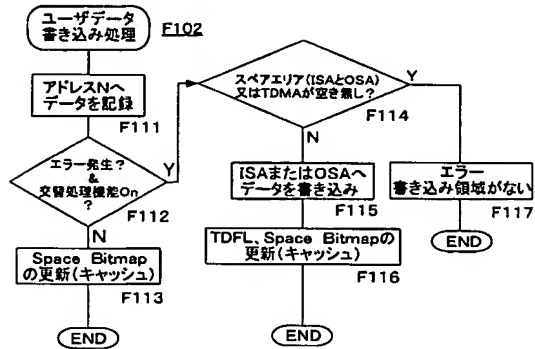 ユーザデータ
書き込み処理
F102
アドレスNへ
データを記録
F111
エラー発生?
&
交替処理機能On
?
F112
Y
N
Space Bitmap
の更新(キャッシュ)
F113
END
スペアエリア(ISAとOSA)
又はTDMAが空き無し?
F114
Y
N
ISAまたはOSAへ
データを書き込み
F115
TDFL、Space Bitmapの
更新(キャッシュ)
F116
END
エラー
書き込み領域がない
F117
END